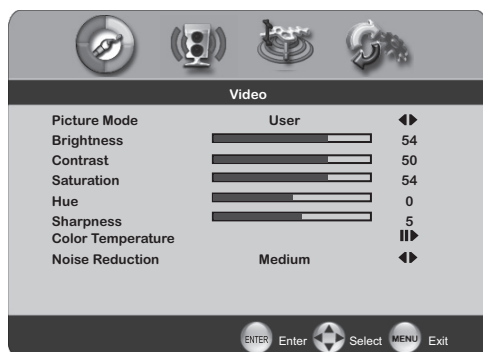 Video
Picture Mode User
Brightness 54
Contrast 50
Saturation 54
Hue 0
Sharpness 5
Color Temperature
Noise Reduction Medium
ENTER Enter Select MENU Exit